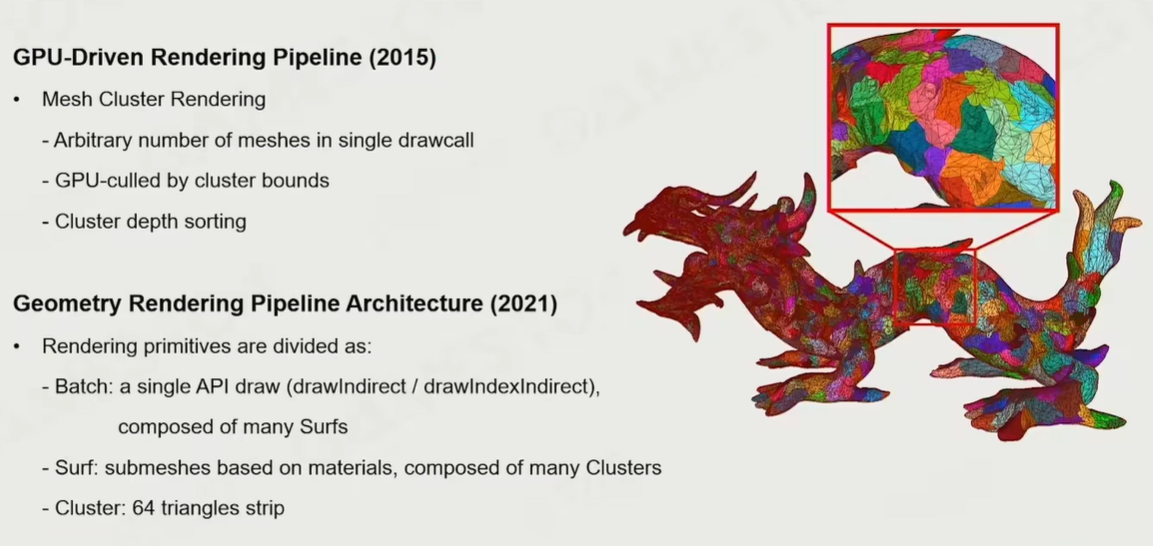 GPU-Driven Rendering Pipeline (2015)
• Mesh Cluster Rendering
- Arbitrary number of meshes in single drawcall
- GPU-culled by cluster bounds
- Cluster depth sorting
Geometry Rendering Pipeline Architecture (2021)
• Rendering primitives are divided as:
- Batch: a single API draw (drawIndirect / drawIndexIndirect),
composed of many Surfs
- Surf: submeshes based on materials, composed of many Clusters
- Cluster: 64 triangles strip